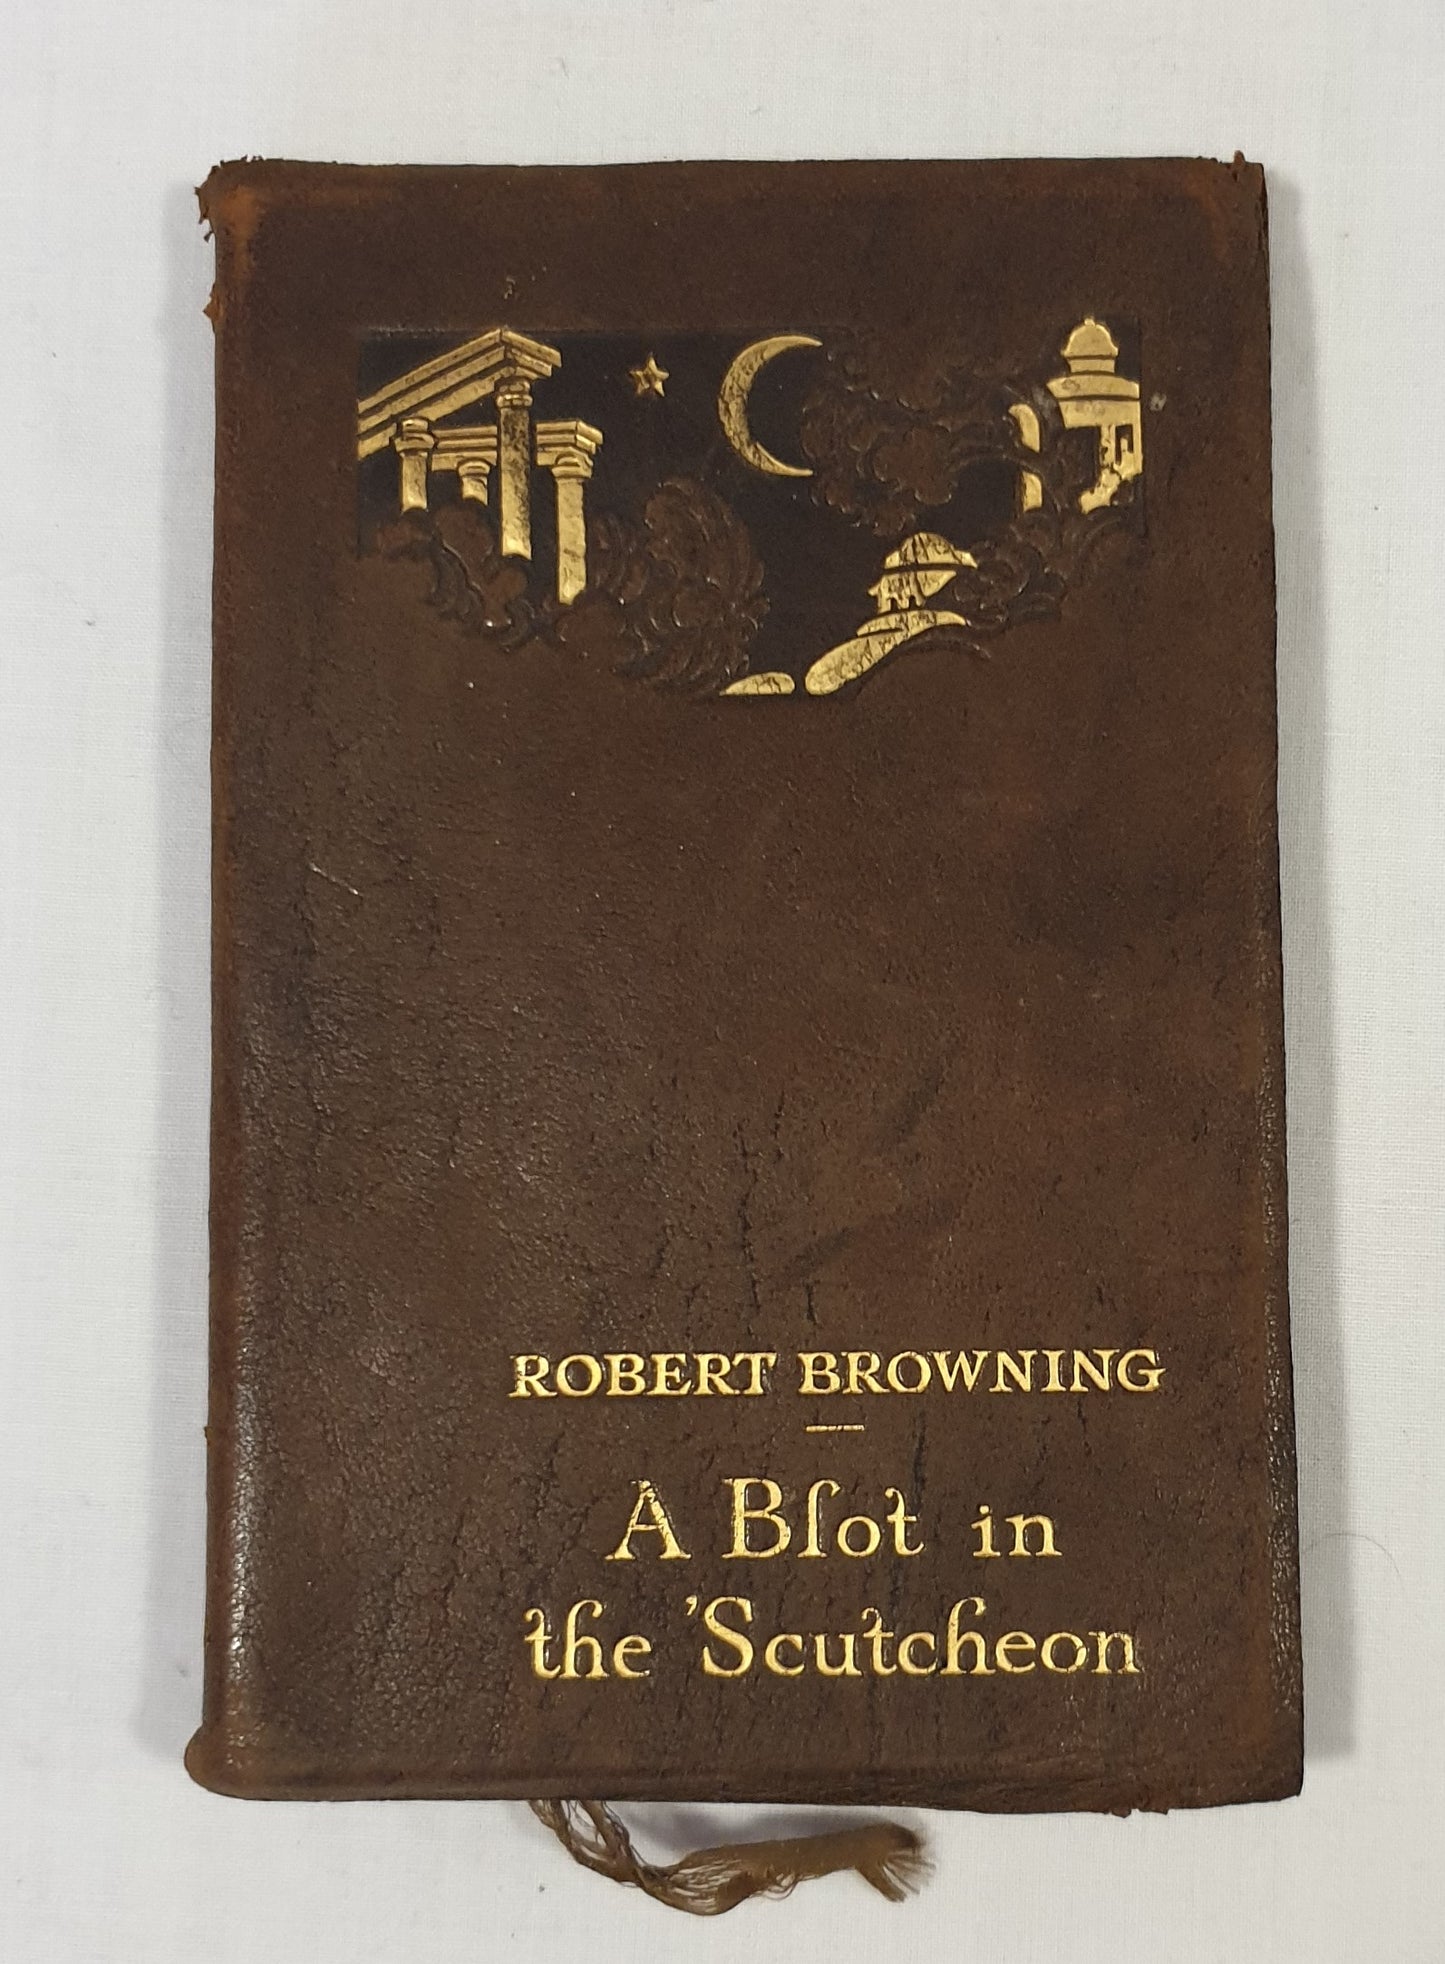 ROBERT BROWNING
A Blot in
the 'Scutcheon